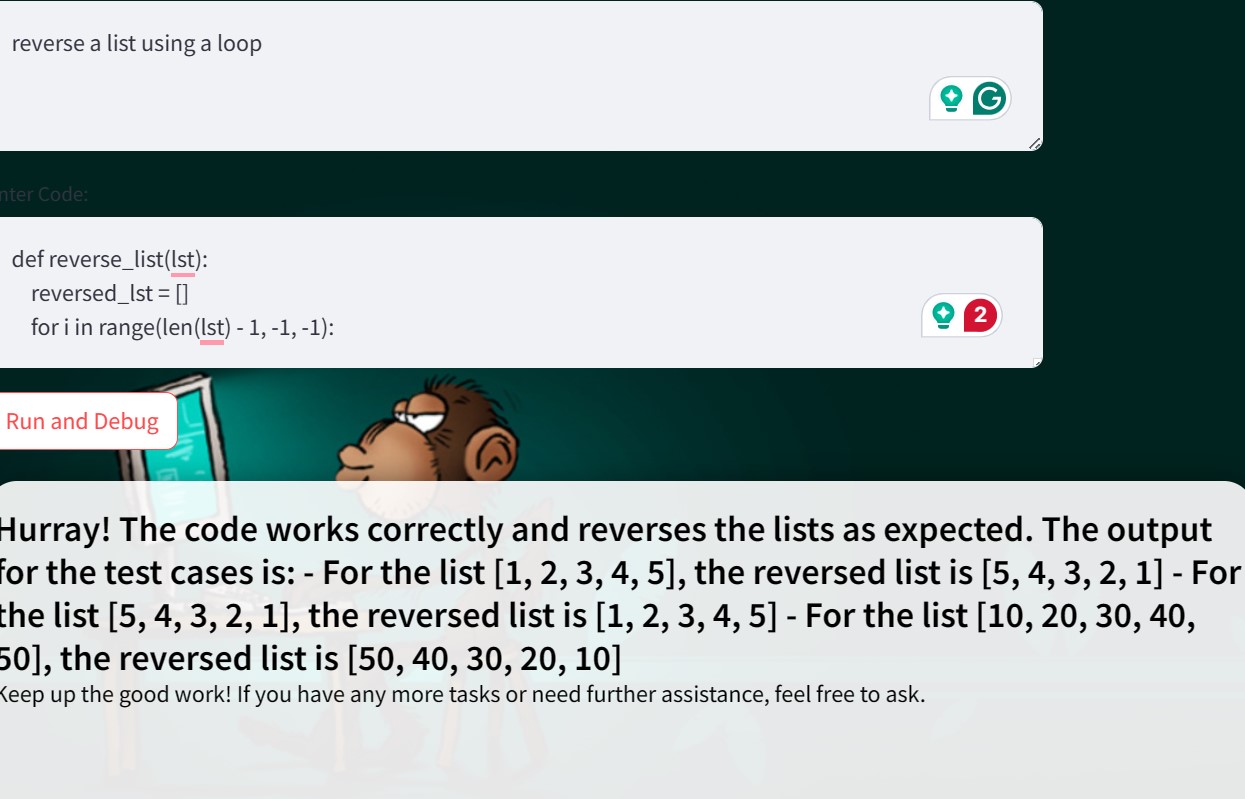 reverse a list using a loop
nter Code:
def reverse_list(lst):
reversed_lst = []
for i in range(len(lst) - 1, -1, -1):
2
Run and Debug
Hurray! The code works correctly and reverses the lists as expected. The output
for the test cases is: - For the list [1, 2, 3, 4, 5], the reversed list is [5, 4, 3, 2, 1] - For
the list [5, 4, 3, 2, 1], the reversed list is [1, 2, 3, 4, 5] - For the list [10, 20, 30, 40,
50], the reversed list is [50, 40, 30, 20, 10]
Keep up the good work! If you have any more tasks or need further assistance, feel free to ask.